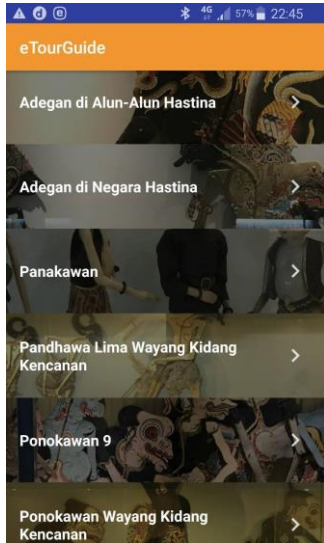 4G 57% 22:45
eTourGuide
Adegan di Alun-Alun Hastina
Adegan di Negara Hastina
Panakawan
Pandhawa Lima Wayang Kidang
Kencanan
Ponokawan 9
Ponokawan Wayang Kidang
Kencanan